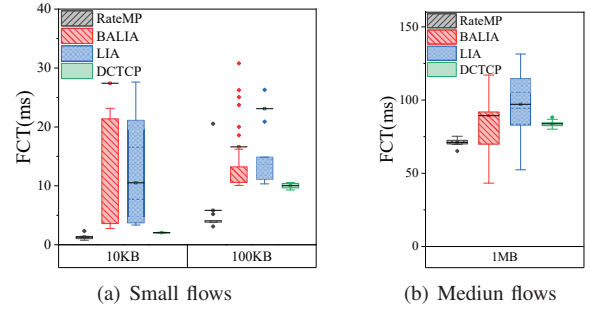 RateMP
BALIA
LIA
DCTCP
FCT(ms)
40
30
20
10
0
10KB
100KB
(a) Small flows
RateMP
BALIA
LIA
DCTCP
FCT(ms)
150
100
50
0
1MB
(b) Mediun flows